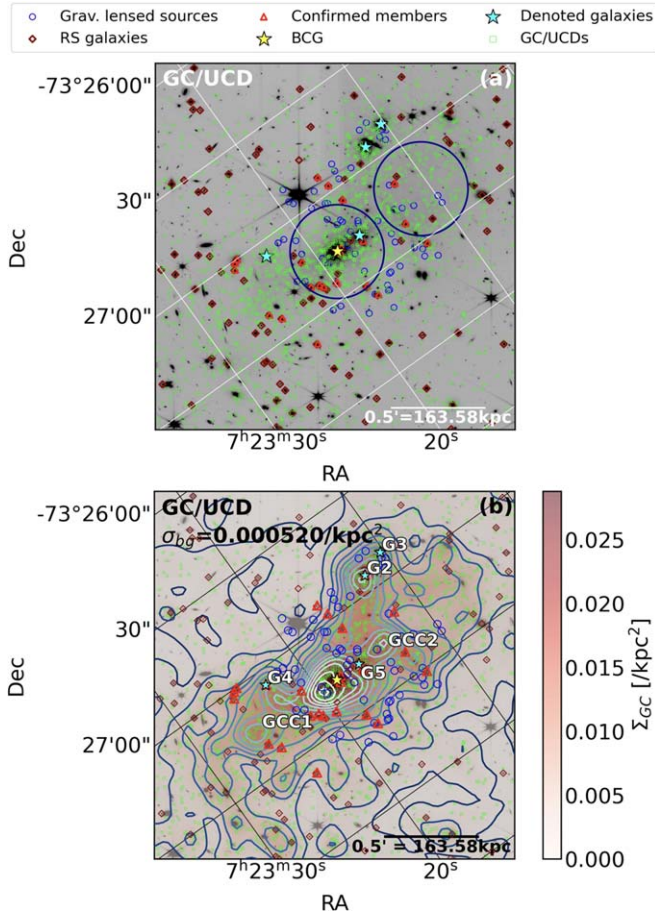 Grav. lensed sources Confirmed members Denoted galaxies
RS galaxies BCG GC/UCDs
GC/UCD (a)
-73°26'00"
30"
27'00"
Dec
0.5'=163.58kpc
7ʰ23ᵐ30ˢ 20ˢ
RA
GC/UCD (b)
σbg=0.000520/kpc²
-73°26'00"
30"
27'00"
Dec
G3
G2
GCC2
G5
G4
GCC1
0.5' = 163.58kpc
7ʰ23ᵐ30ˢ 20ˢ
RA
0.025
0.020
0.015
0.010
0.005
0.000
ΣGC [/kpc²]